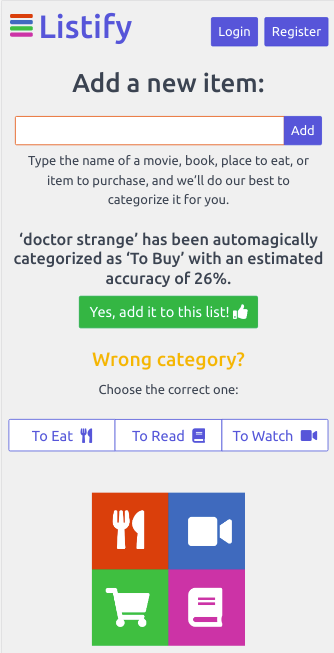 Listify
Login
Register
Add a new item:
Add
Type the name of a movie, book, place to eat, or
item to purchase, and we'll do our best to
categorize it for you.
‘doctor strange’ has been automagically
categorized as ‘To Buy’ with an estimated
accuracy of 26%.
Yes, add it to this list!
Wrong category?
Choose the correct one:
To Eat
To Read
To Watch